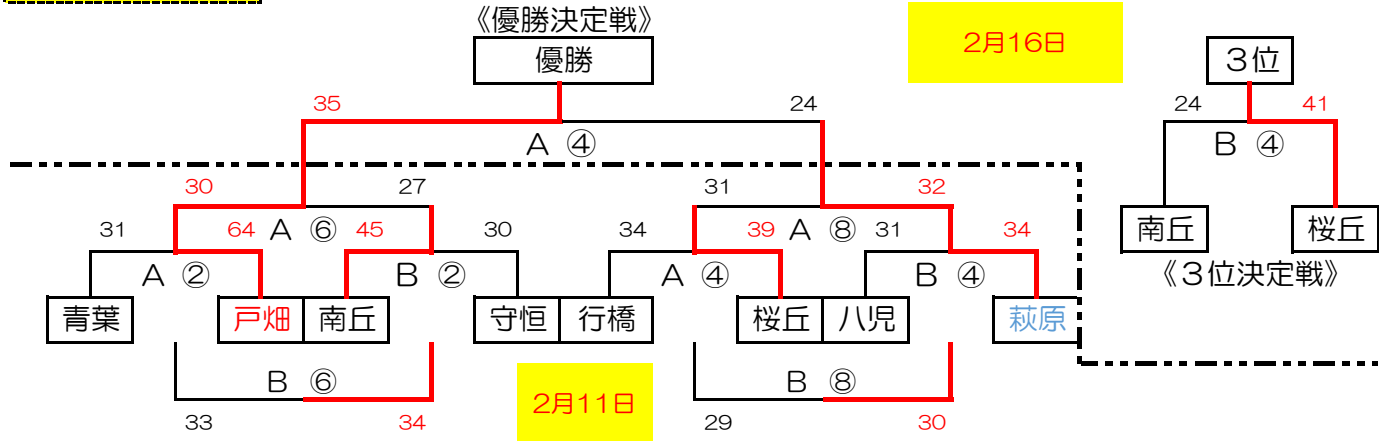 《優勝決定戦》
2月16日
優勝
3位
35
24
24
41
A ④
B ④
30
27
31
32
31
64
A ⑥
45
30
34
39
A ⑧
31
34
南丘
桜丘
A ②
B ②
A ④
B ④
《3位決定戦》
青葉
戸畑
南丘
守恒
行橋
桜丘
八児
萩原
B ⑥
B ⑧
2月11日
33
34
29
30